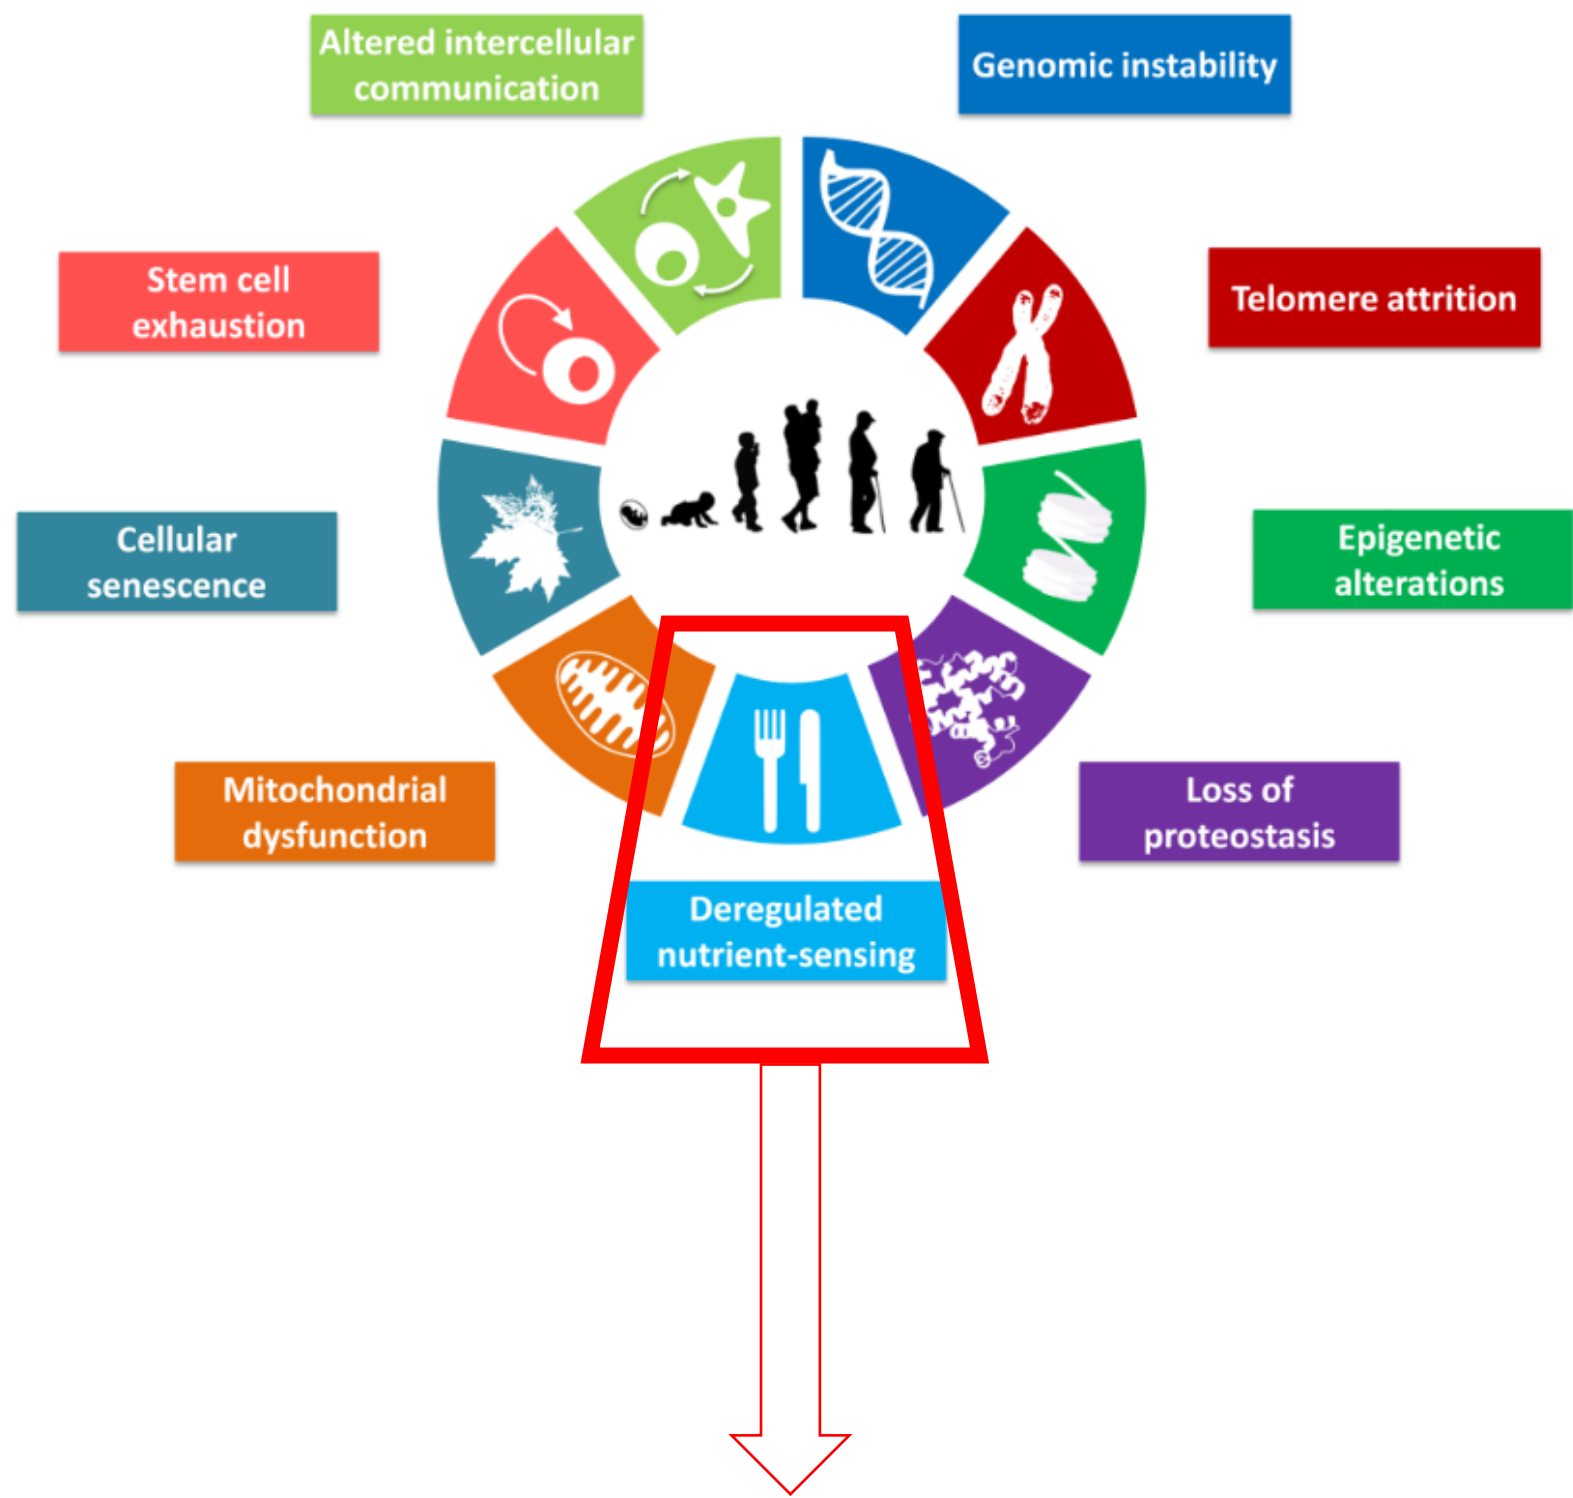 Altered intercellular
communication
Genomic instability
Stem cell
exhaustion
Telomere attrition
Cellular
senescence
Epigenetic
alterations
Mitochondrial
dysfunction
Loss of
proteostasis
Deregulated
nutrient-sensing